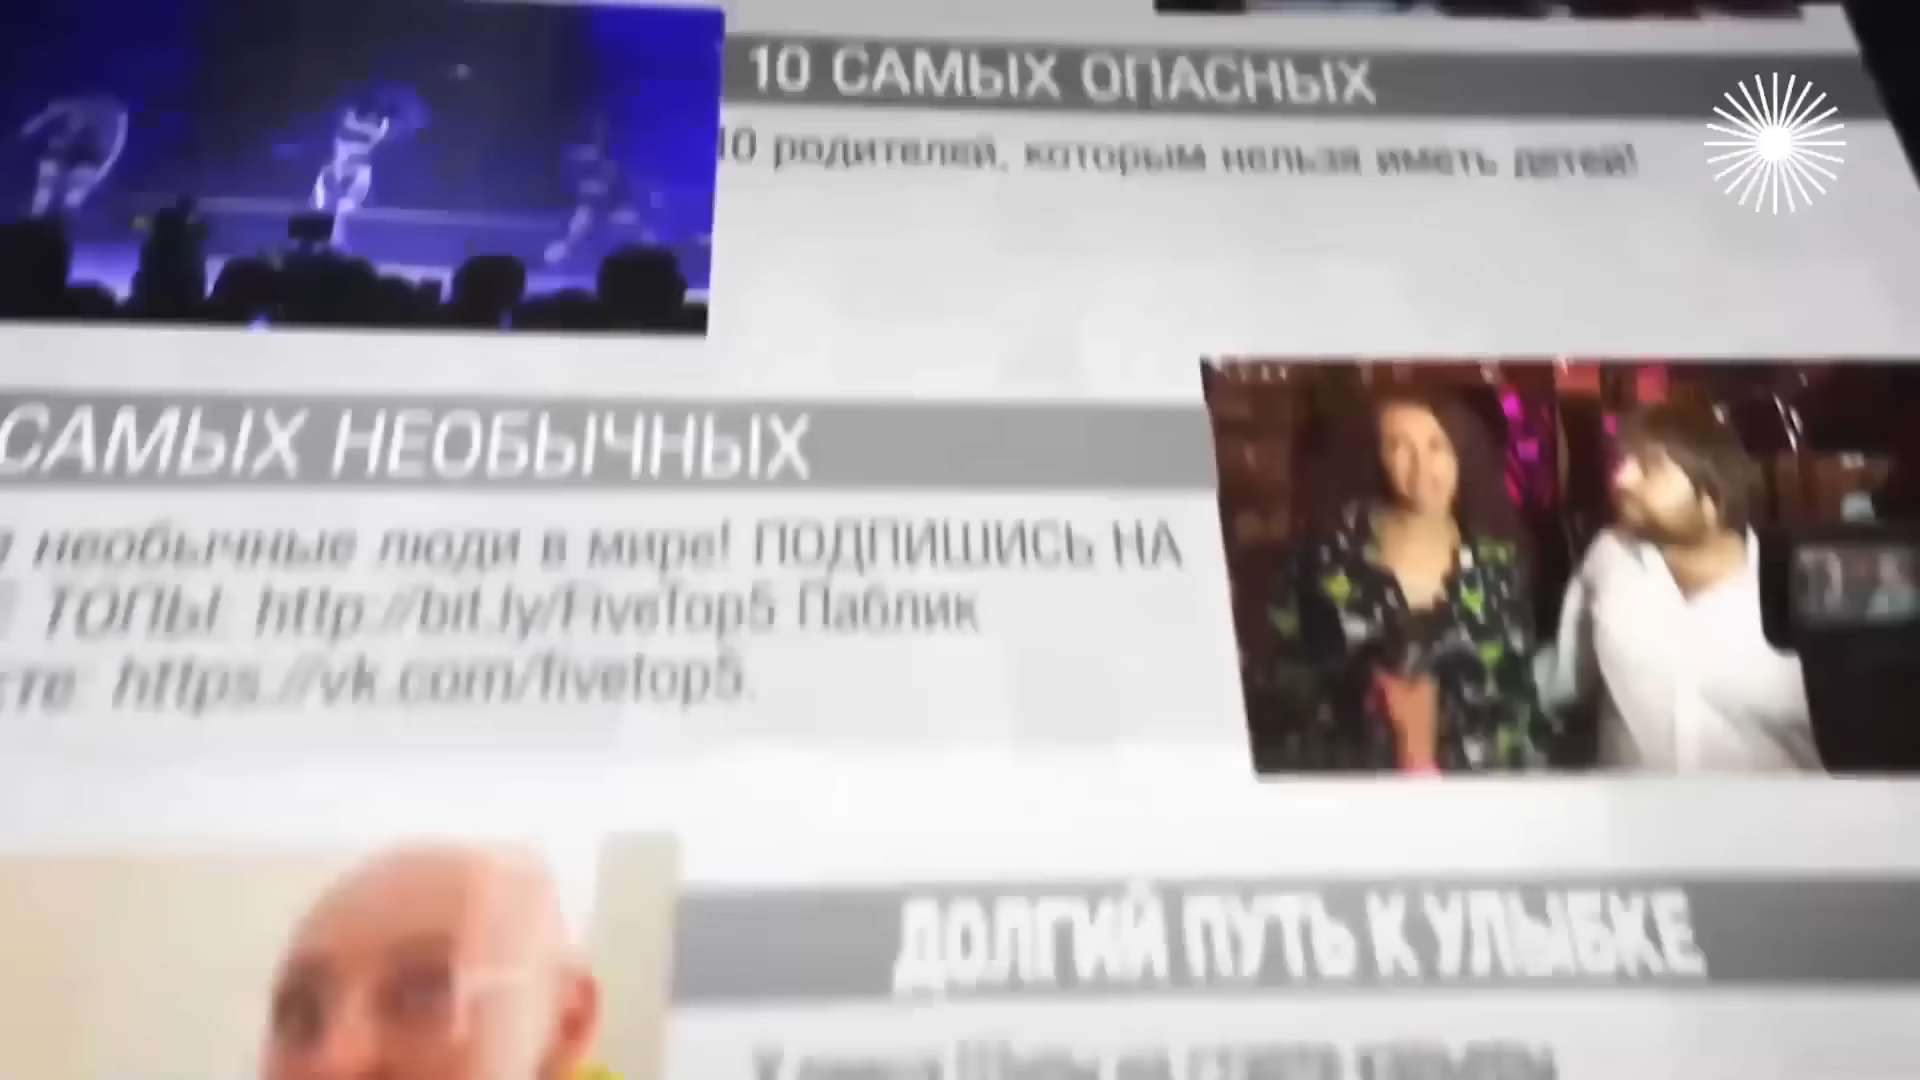 10 САМЫХ ОПАСНЫХ
10 родителей, которым нельзя иметь детей!
САМЫХ НЕОБЫЧНЫХ
необычные люди в мире! ПОДПИШИСЬ НА
ТОПЫ: http://bit.ly/FiveTop5 Паблик
https://vk.com/fivetop5.
ДОЛГИЙ ПУТЬ К УЛЫБКЕ